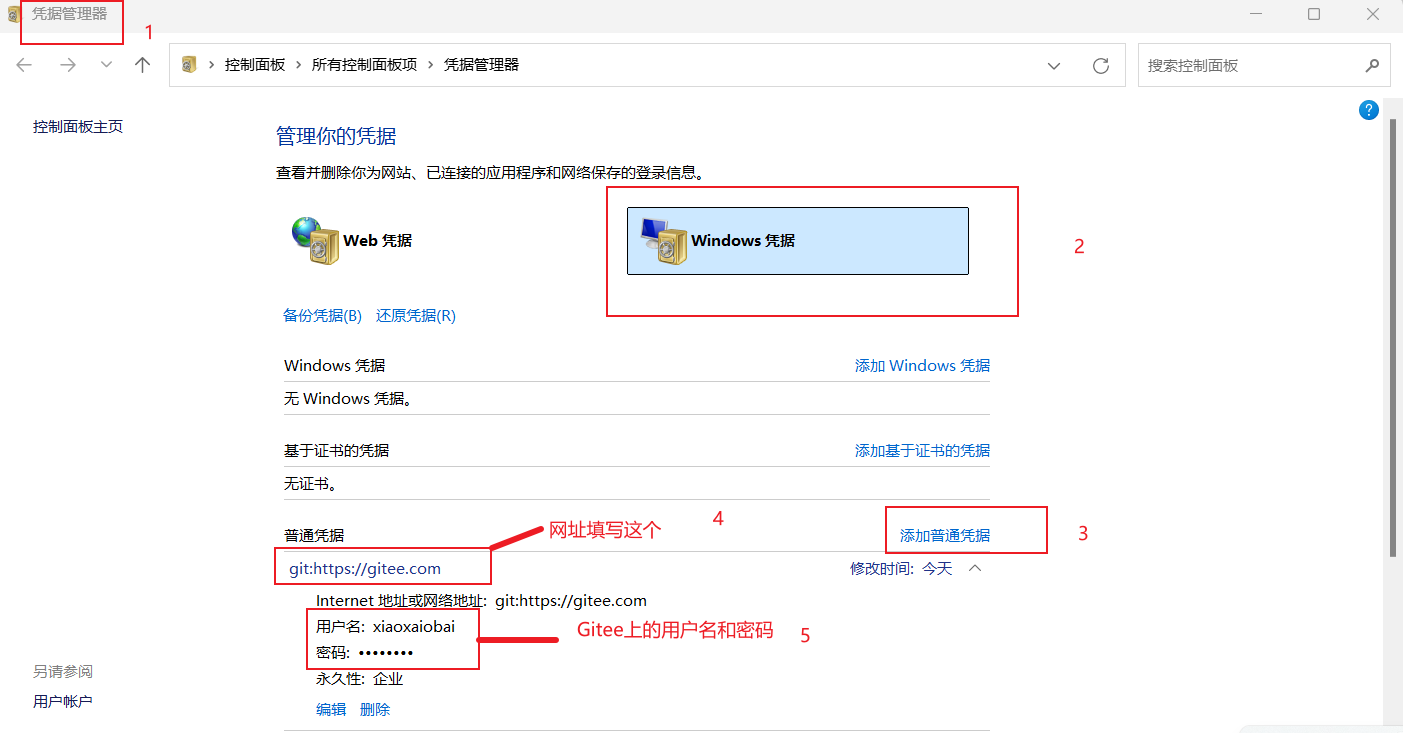 凭据管理器
1
控制面板 › 所有控制面板项 › 凭据管理器
搜索控制面板
?
控制面板主页
管理你的凭据
查看并删除你为网站、已连接的应用程序和网络保存的登录信息。
Web 凭据
Windows 凭据
2
备份凭据(B) 还原凭据(R)
Windows 凭据 添加 Windows 凭据
无 Windows 凭据。
基于证书的凭据 添加基于证书的凭据
无证书。
网址填写这个 4
普通凭据 添加普通凭据 3
git:https://gitee.com 修改时间: 今天
Internet 地址或网络地址: git:https://gitee.com
用户名: xiaoxaiobai
Gitee上的用户名和密码 5
密码: ••••••••
永久性: 企业
编辑 删除
另请参阅
用户帐户